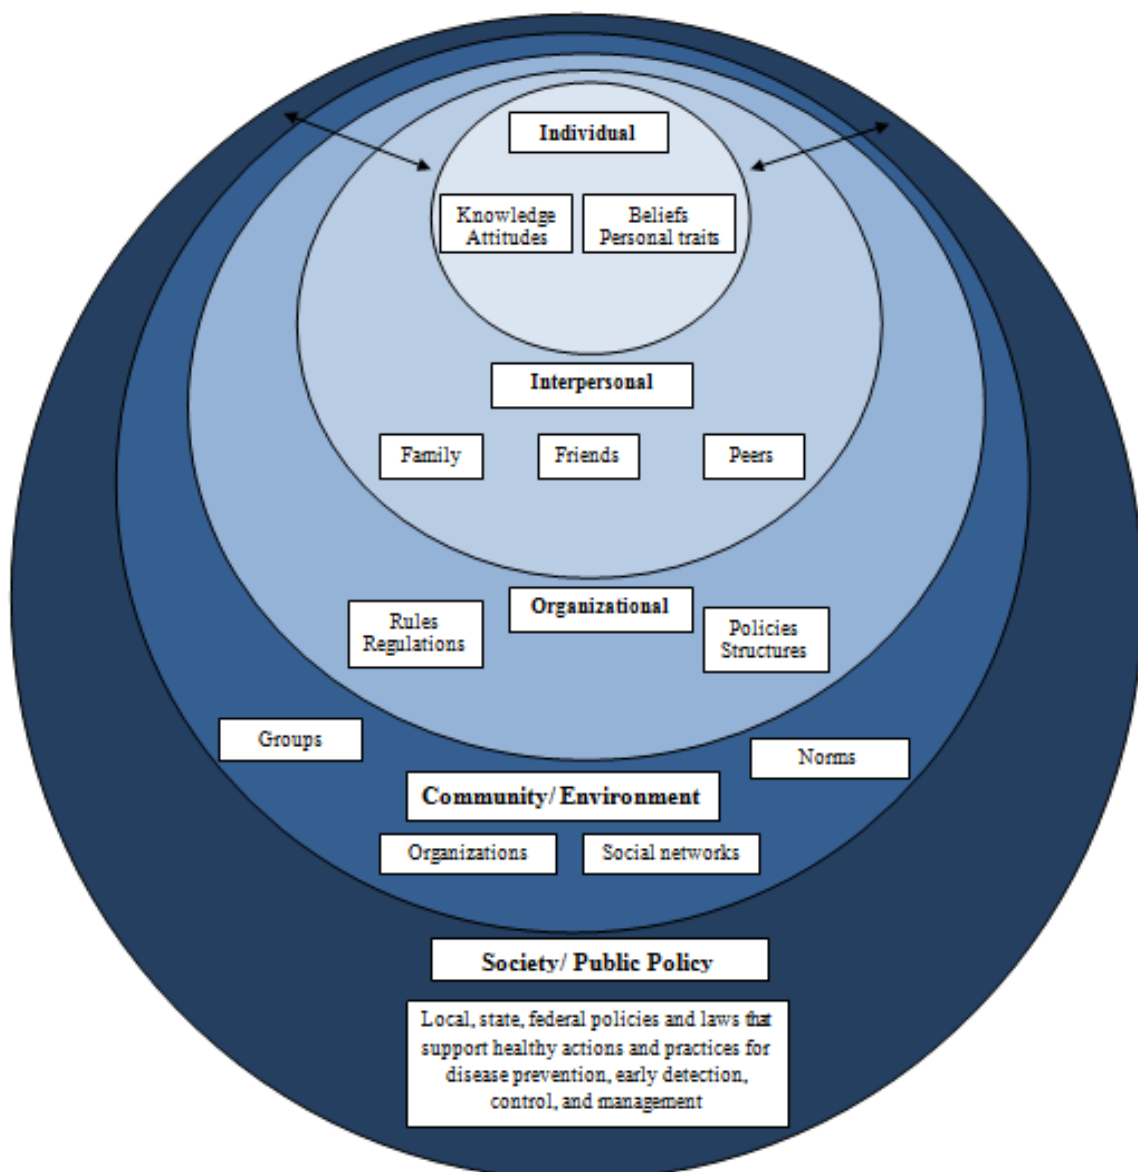 Individual
Knowledge
Attitudes
Beliefs
Personal traits
Interpersonal
Family
Friends
Peers
Organizational
Rules
Regulations
Policies
Structures
Groups
Norms
Community/ Environment
Organizations
Social networks
Society/ Public Policy
Local, state, federal policies and laws that
support healthy actions and practices for
disease prevention, early detection,
control, and management